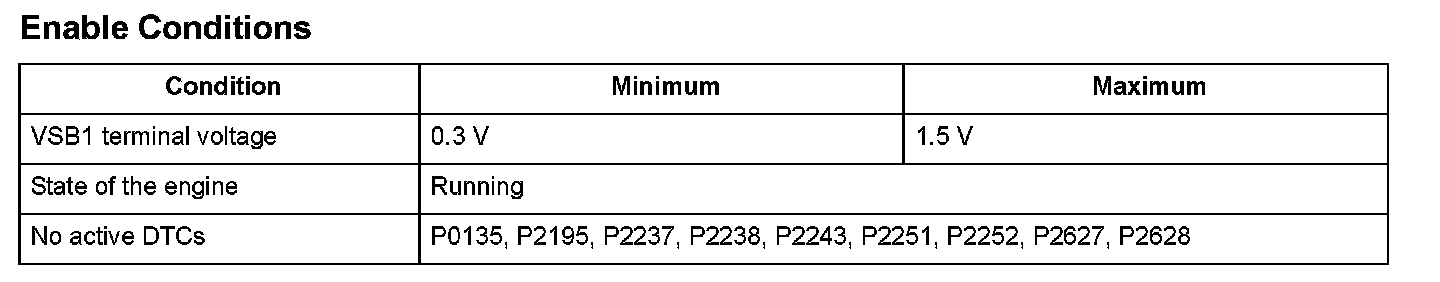 Enable Conditions
Condition Minimum Maximum
VSB1 terminal voltage 0.3 V 1.5 V
State of the engine Running
No active DTCs P0135, P2195, P2237, P2238, P2243, P2251, P2252, P2627, P2628